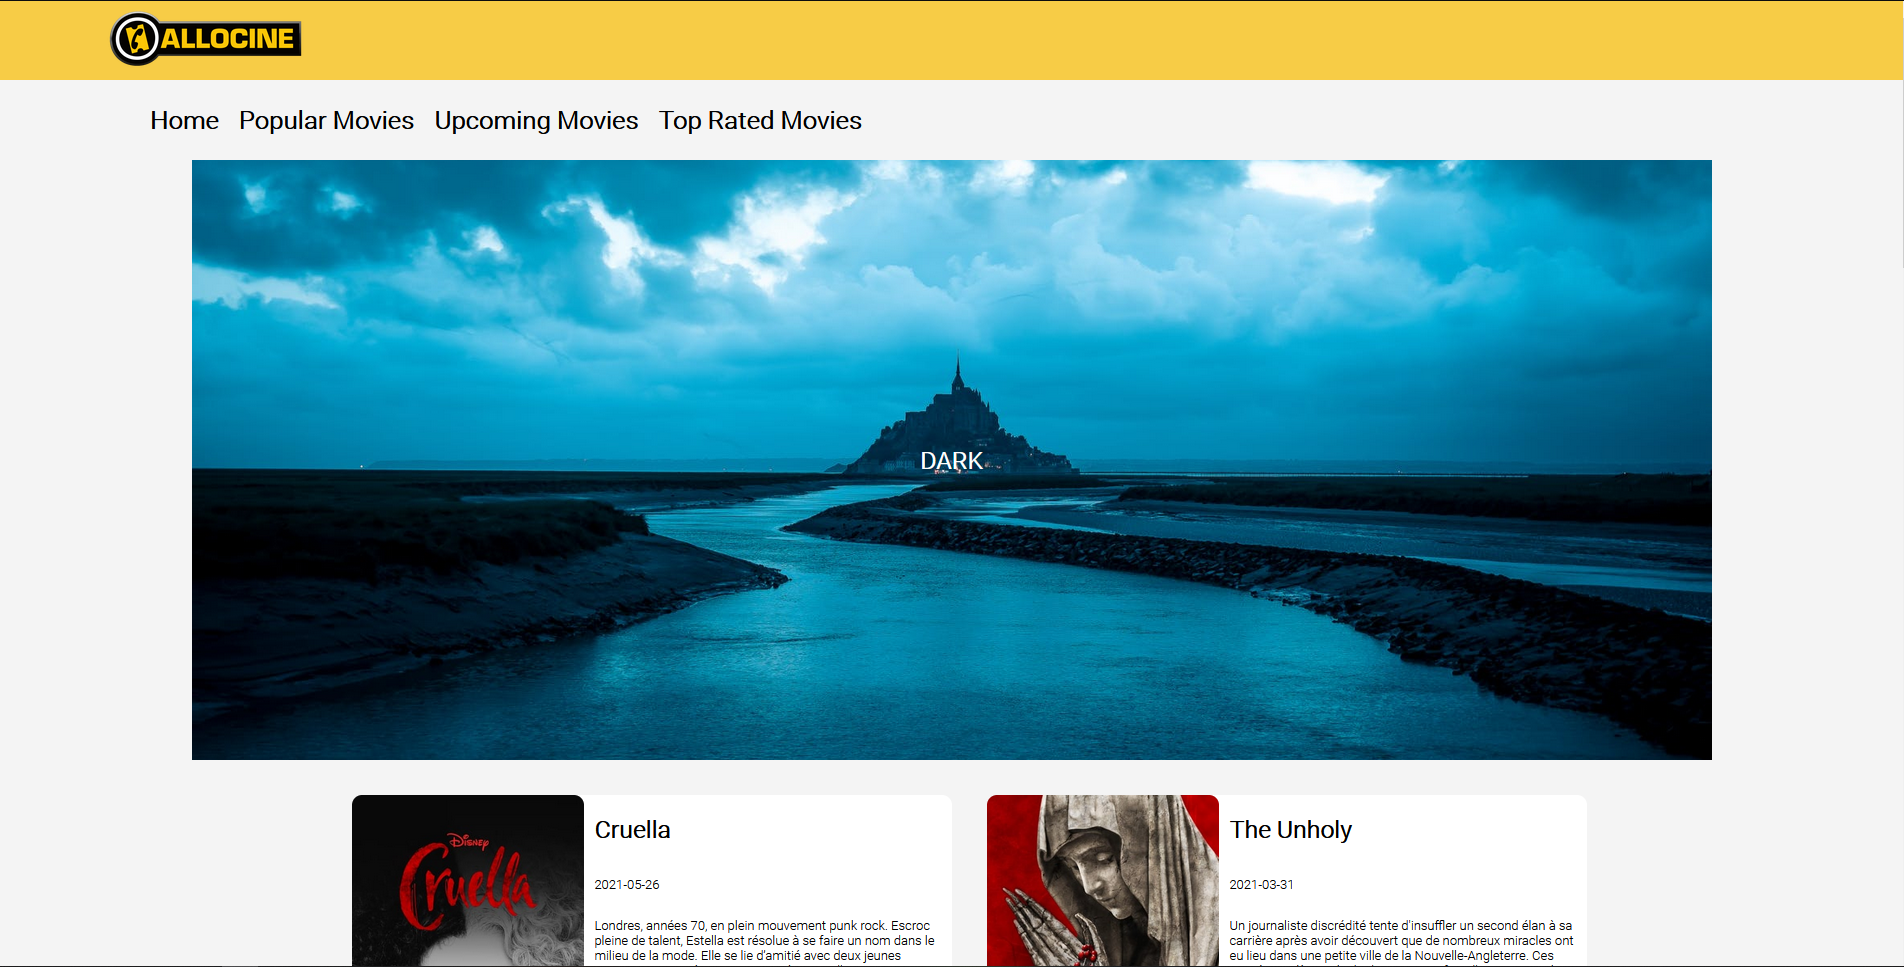 ALLOCINE
Home Popular Movies Upcoming Movies Top Rated Movies
DARK
DISNEY
Cruella
Cruella
2021-05-26
Londres, années 70, en plein mouvement punk rock. Escroc
pleine de talent, Estella est résolue à se faire un nom dans le
milieu de la mode. Elle se lie d'amitié avec deux jeunes
The Unholy
2021-03-31
Un journaliste discrédité tente d'insuffler un second élan à sa
carrière après avoir découvert que de nombreux miracles ont
eu lieu dans une petite ville de la Nouvelle-Angleterre. Ces